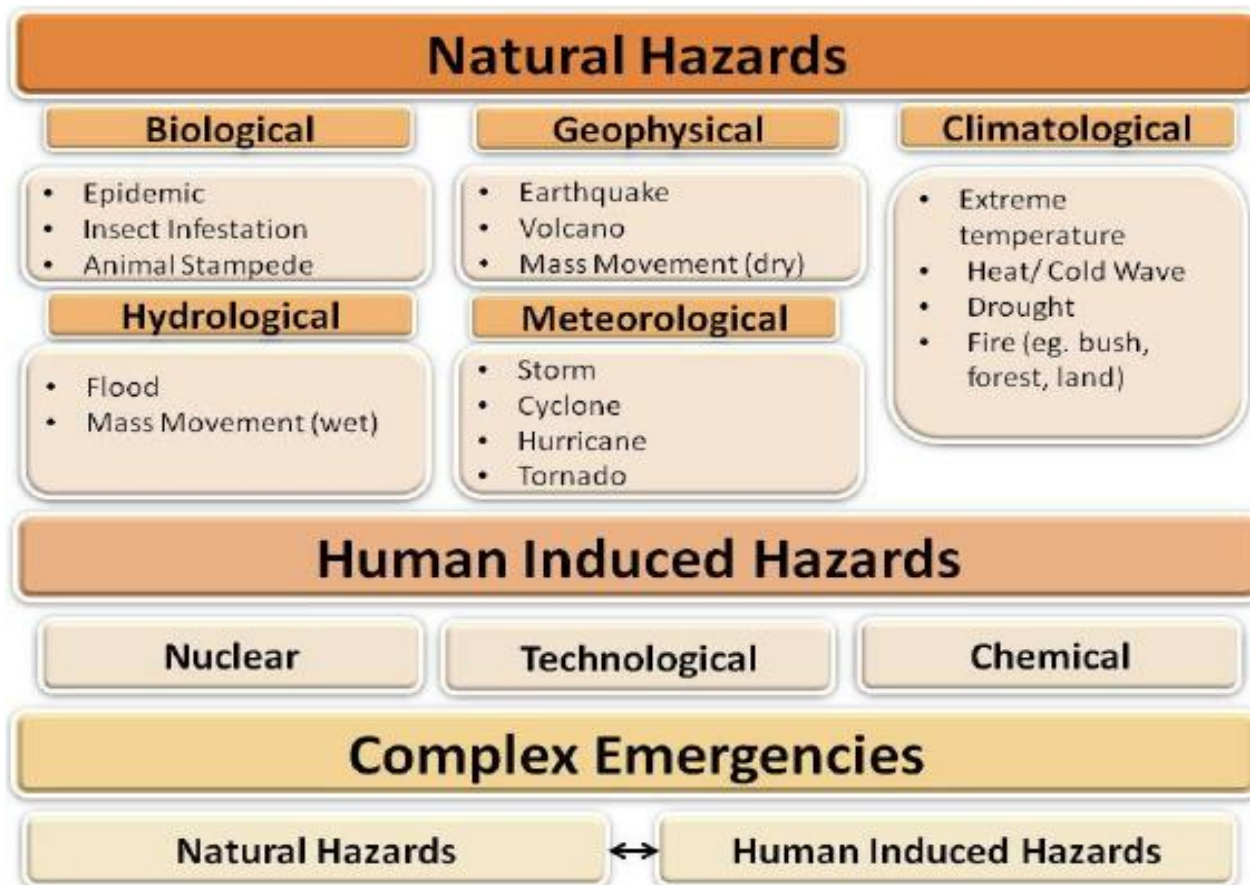 Natural Hazards
Biological
• Epidemic
• Insect Infestation
• Animal Stampede
Geophysical
• Earthquake
• Volcano
• Mass Movement (dry)
Climatological
• Extreme
temperature
• Heat/ Cold Wave
• Drought
• Fire (eg. bush,
forest, land)
Hydrological
• Flood
• Mass Movement (wet)
Meteorological
• Storm
• Cyclone
• Hurricane
• Tornado
Human Induced Hazards
Nuclear
Technological
Chemical
Complex Emergencies
Natural Hazards
Human Induced Hazards